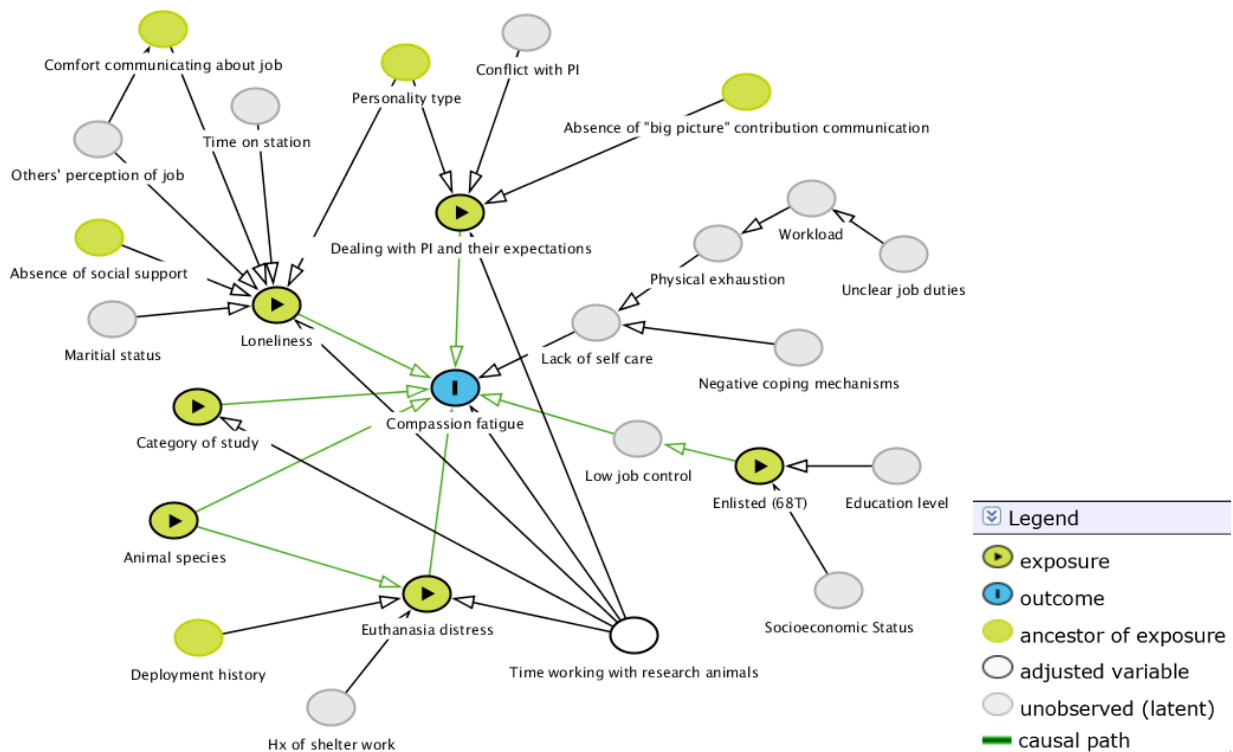 Comfort communicating about job
Personality type
Conflict with PI
Absence of "big picture" contribution communication
Time on station
Others' perception of job
Dealing with PI and their expectations
Workload
Absence of social support
Physical exhaustion
Unclear job duties
Maritial status
Loneliness
Lack of self care
Negative coping mechanisms
Category of study
Compassion fatigue
Low job control
Enlisted (68T)
Education level
Animal species
Euthanasia distress
Socioeconomic Status
Deployment history
Time working with research animals
Hx of shelter work
Legend
exposure
outcome
ancestor of exposure
adjusted variable
unobserved (latent)
causal path